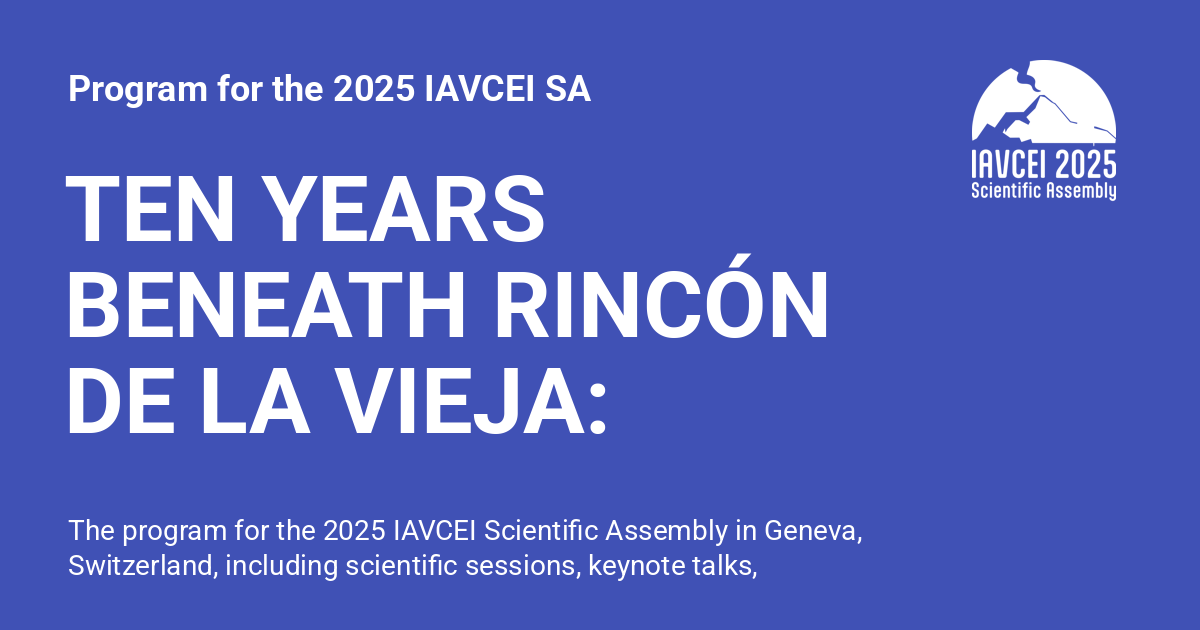 Program for the 2025 IAVCEI SA
IAVCEI 2025
Scientific Assembly
TEN YEARS
BENEATH RINCÓN
DE LA VIEJA:
The program for the 2025 IAVCEI Scientific Assembly in Geneva,
Switzerland, including scientific sessions, keynote talks,